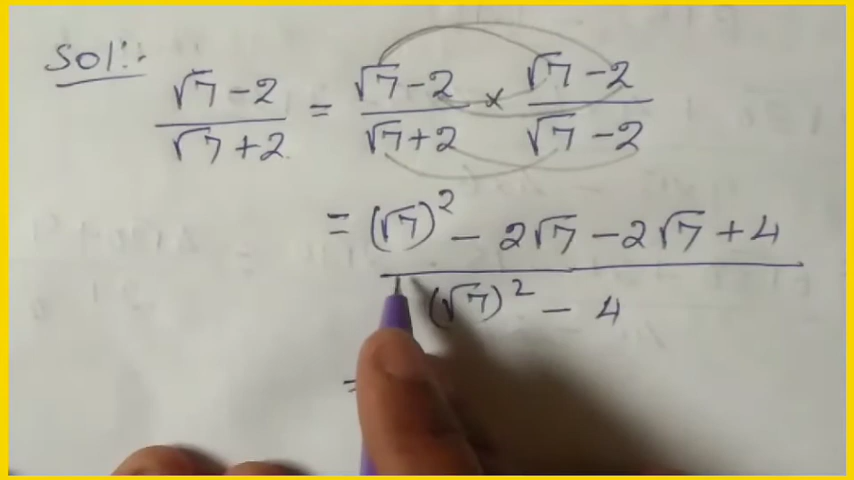 Sol:-
√7 - 2 / √7 + 2 = √7 - 2 / √7 + 2 × √7 - 2 / √7 - 2
= (√7)² - 2√7 - 2√7 + 4 / (√7)² - 4
=